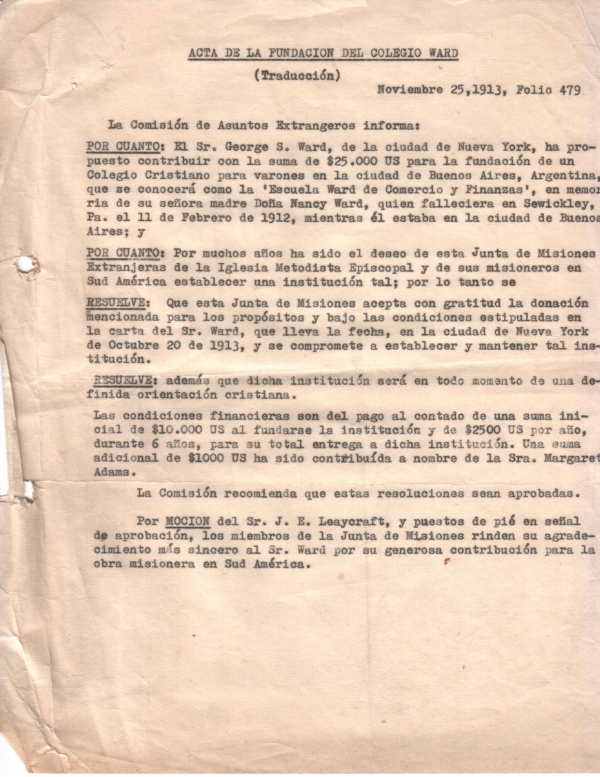 ACTA DE LA FUNDACION DEL COLEGIO WARD
(Traducción)
Noviembre 25,1913, Folio 479
La Comisión de Asuntos Extrangeros informa:
POR CUANTO: El Sr. George S. Ward, de la ciudad de Nueva York, ha pro-
puesto contribuir con la suma de $25.000 US para la fundación de un
Colegio Cristiano para varones en la ciudad de Buenos Aires, Argentina,
que se conocerá como la 'Escuela Ward de Comercio y Finanzas', en memor
ria de su señora madre Doña Nancy Ward, quien falleciera en Sewickley,
Pa. el 11 de Febrero de 1912, mientras él estaba en la ciudad de Buenos
Aires; y
POR CUANTO: Por muchos años ha sido el deseo de esta Junta de Misiones
Extranjeras de la Iglesia Metodista Episcopal y de sus misioneros en
Sud América establecer una institución tal; por lo tanto se
RESUELVE: Que esta Junta de Misiones acepta con gratitud la donación
mencionada para los propósitos y bajo las condiciones estipuladas en
la carta del Sr. Ward, que lleva la fecha, en la ciudad de Nueva York
de Octubre 20 de 1913, y se compromete a establecer y mantener tal ins-
titución.
RESUELVE: además que dicha institución será en todo momento de una de-
finida orientación cristiana.
Las condiciones financieras son del pago al contado de una suma ini-
cial de $10.000 US al fundarse la institución y de $2500 US por año,
durante 6 años, para su total entrega a dicha institución. Una suma
adicional de $1000 US ha sido contribuída a nombre de la Sra. Margaret
Adams.
La Comisión recomienda que estas resoluciones sean aprobadas.
Por MOCION del Sr. J. E. Leaycraft, y puestos de pié en señal
de aprobación, los miembros de la Junta de Misiones rinden su agrade-
cimiento más sincero al Sr. Ward por su generosa contribución para la
obra misionera en Sud América.